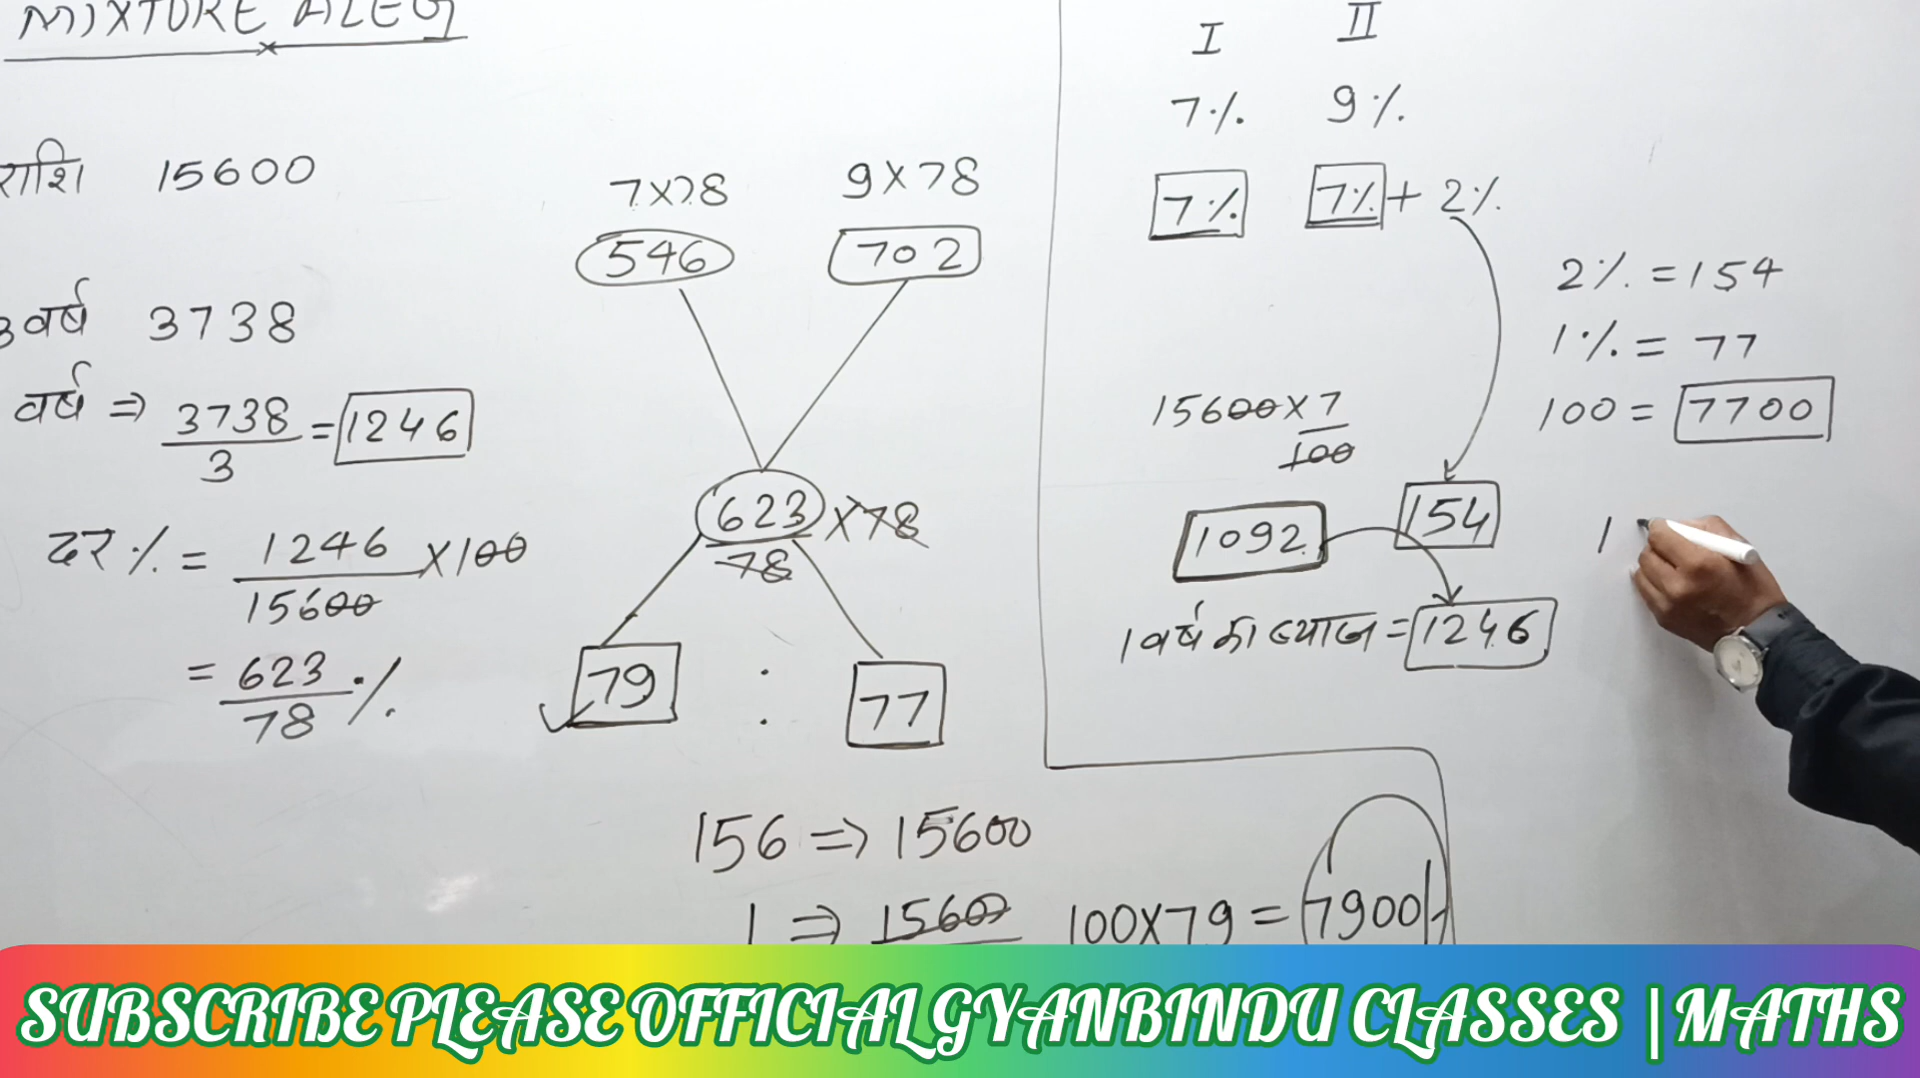 MIXTURE ALEG
राशि 15600
3 वर्ष 3738
वर्ष ⇒ 3738/3 = 1246
दर % = 1246/15600 × 100
= 623/78 %
7×78 9×78
546 702
623/78 × 78
79 : 77
156 ⇒ 15600
1 ⇒ 15600
100×79 = 7900/-
I II
7% 9%
7% 7% + 2%
15600 × 7/100
1092 154
1 वर्ष का ब्याज = 1246
2% = 154
1% = 77
100 = 7700
1
SUBSCRIBE PLEASE OFFICIAL GYANBINDU CLASSES | MATHS